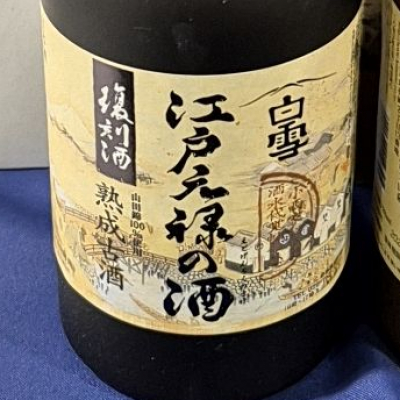 白雪
江戸元禄の酒
復刻酒
山田錦100%使用
熟成古酒